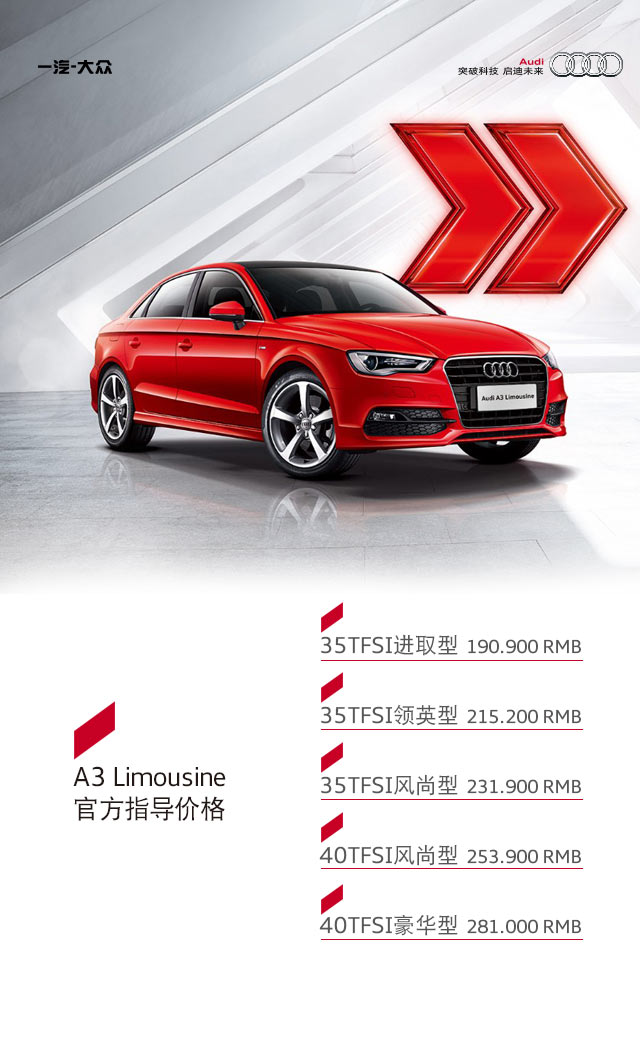 一汽-大众
Audi
突破科技 启迪未来
Audi A3 Limousine
A3 Limousine
官方指导价格
35TFSI进取型 190.900 RMB
35TFSI领英型 215.200 RMB
35TFSI风尚型 231.900 RMB
40TFSI风尚型 253.900 RMB
40TFSI豪华型 281.000 RMB